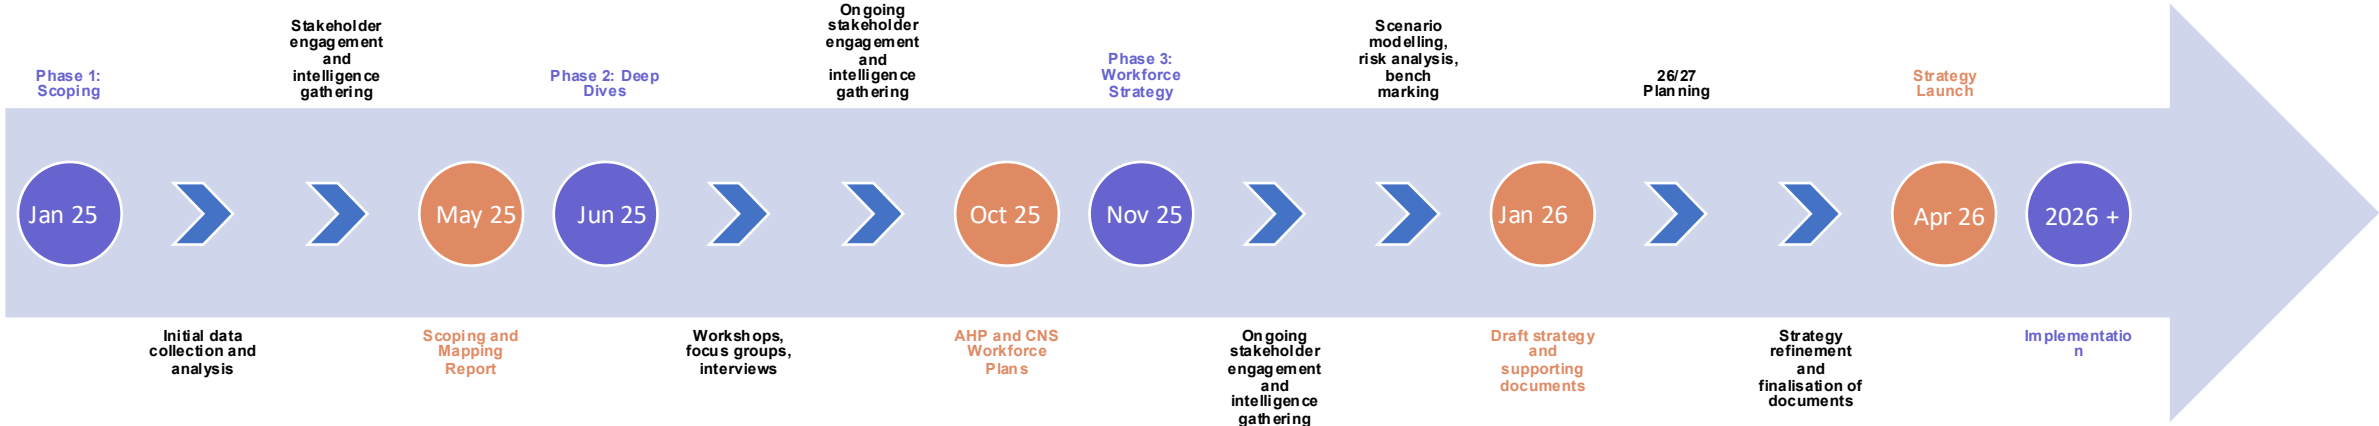 Phase 1:
Scoping
Stakeholder
engagement
and
intelligence
gathering
Phase 2: Deep
Dives
Ongoing
stakeholder
engagement
and
intelligence
gathering
Phase 3:
Workforce
Strategy
Scenario
modelling,
risk analysis,
bench
marking
26/27
Planning
Strategy
Launch
Jan 25
May 25
Jun 25
Oct 25
Nov 25
Jan 26
Apr 26
2026 +
Initial data
collection and
analysis
Scoping and
Mapping
Report
Workshops,
focus groups,
interviews
AHP and CNS
Workforce
Plans
Ongoing
stakeholder
engagement
and
intelligence
gathering
Draft strategy
and
supporting
documents
Strategy
refinement
and
finalisation of
documents
Implementatio
n